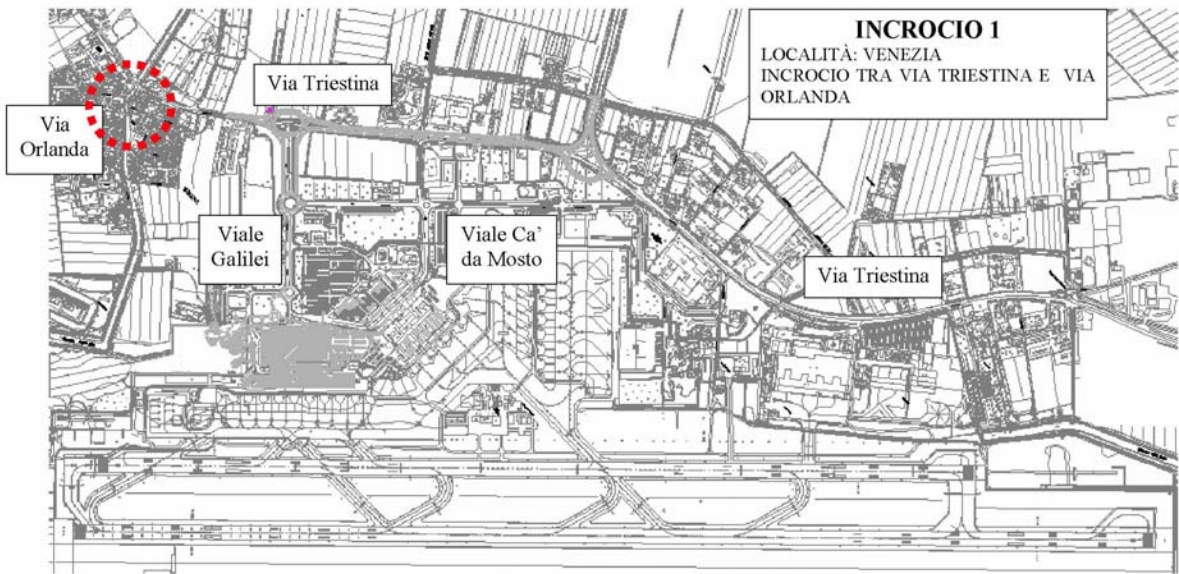 INCROCIO 1
LOCALITÀ: VENEZIA
INCROCIO TRA VIA TRIESTINA E VIA
ORLANDA
Via Triestina
Via
Orlanda
Viale
Galilei
Viale Ca'
da Mosto
Via Triestina